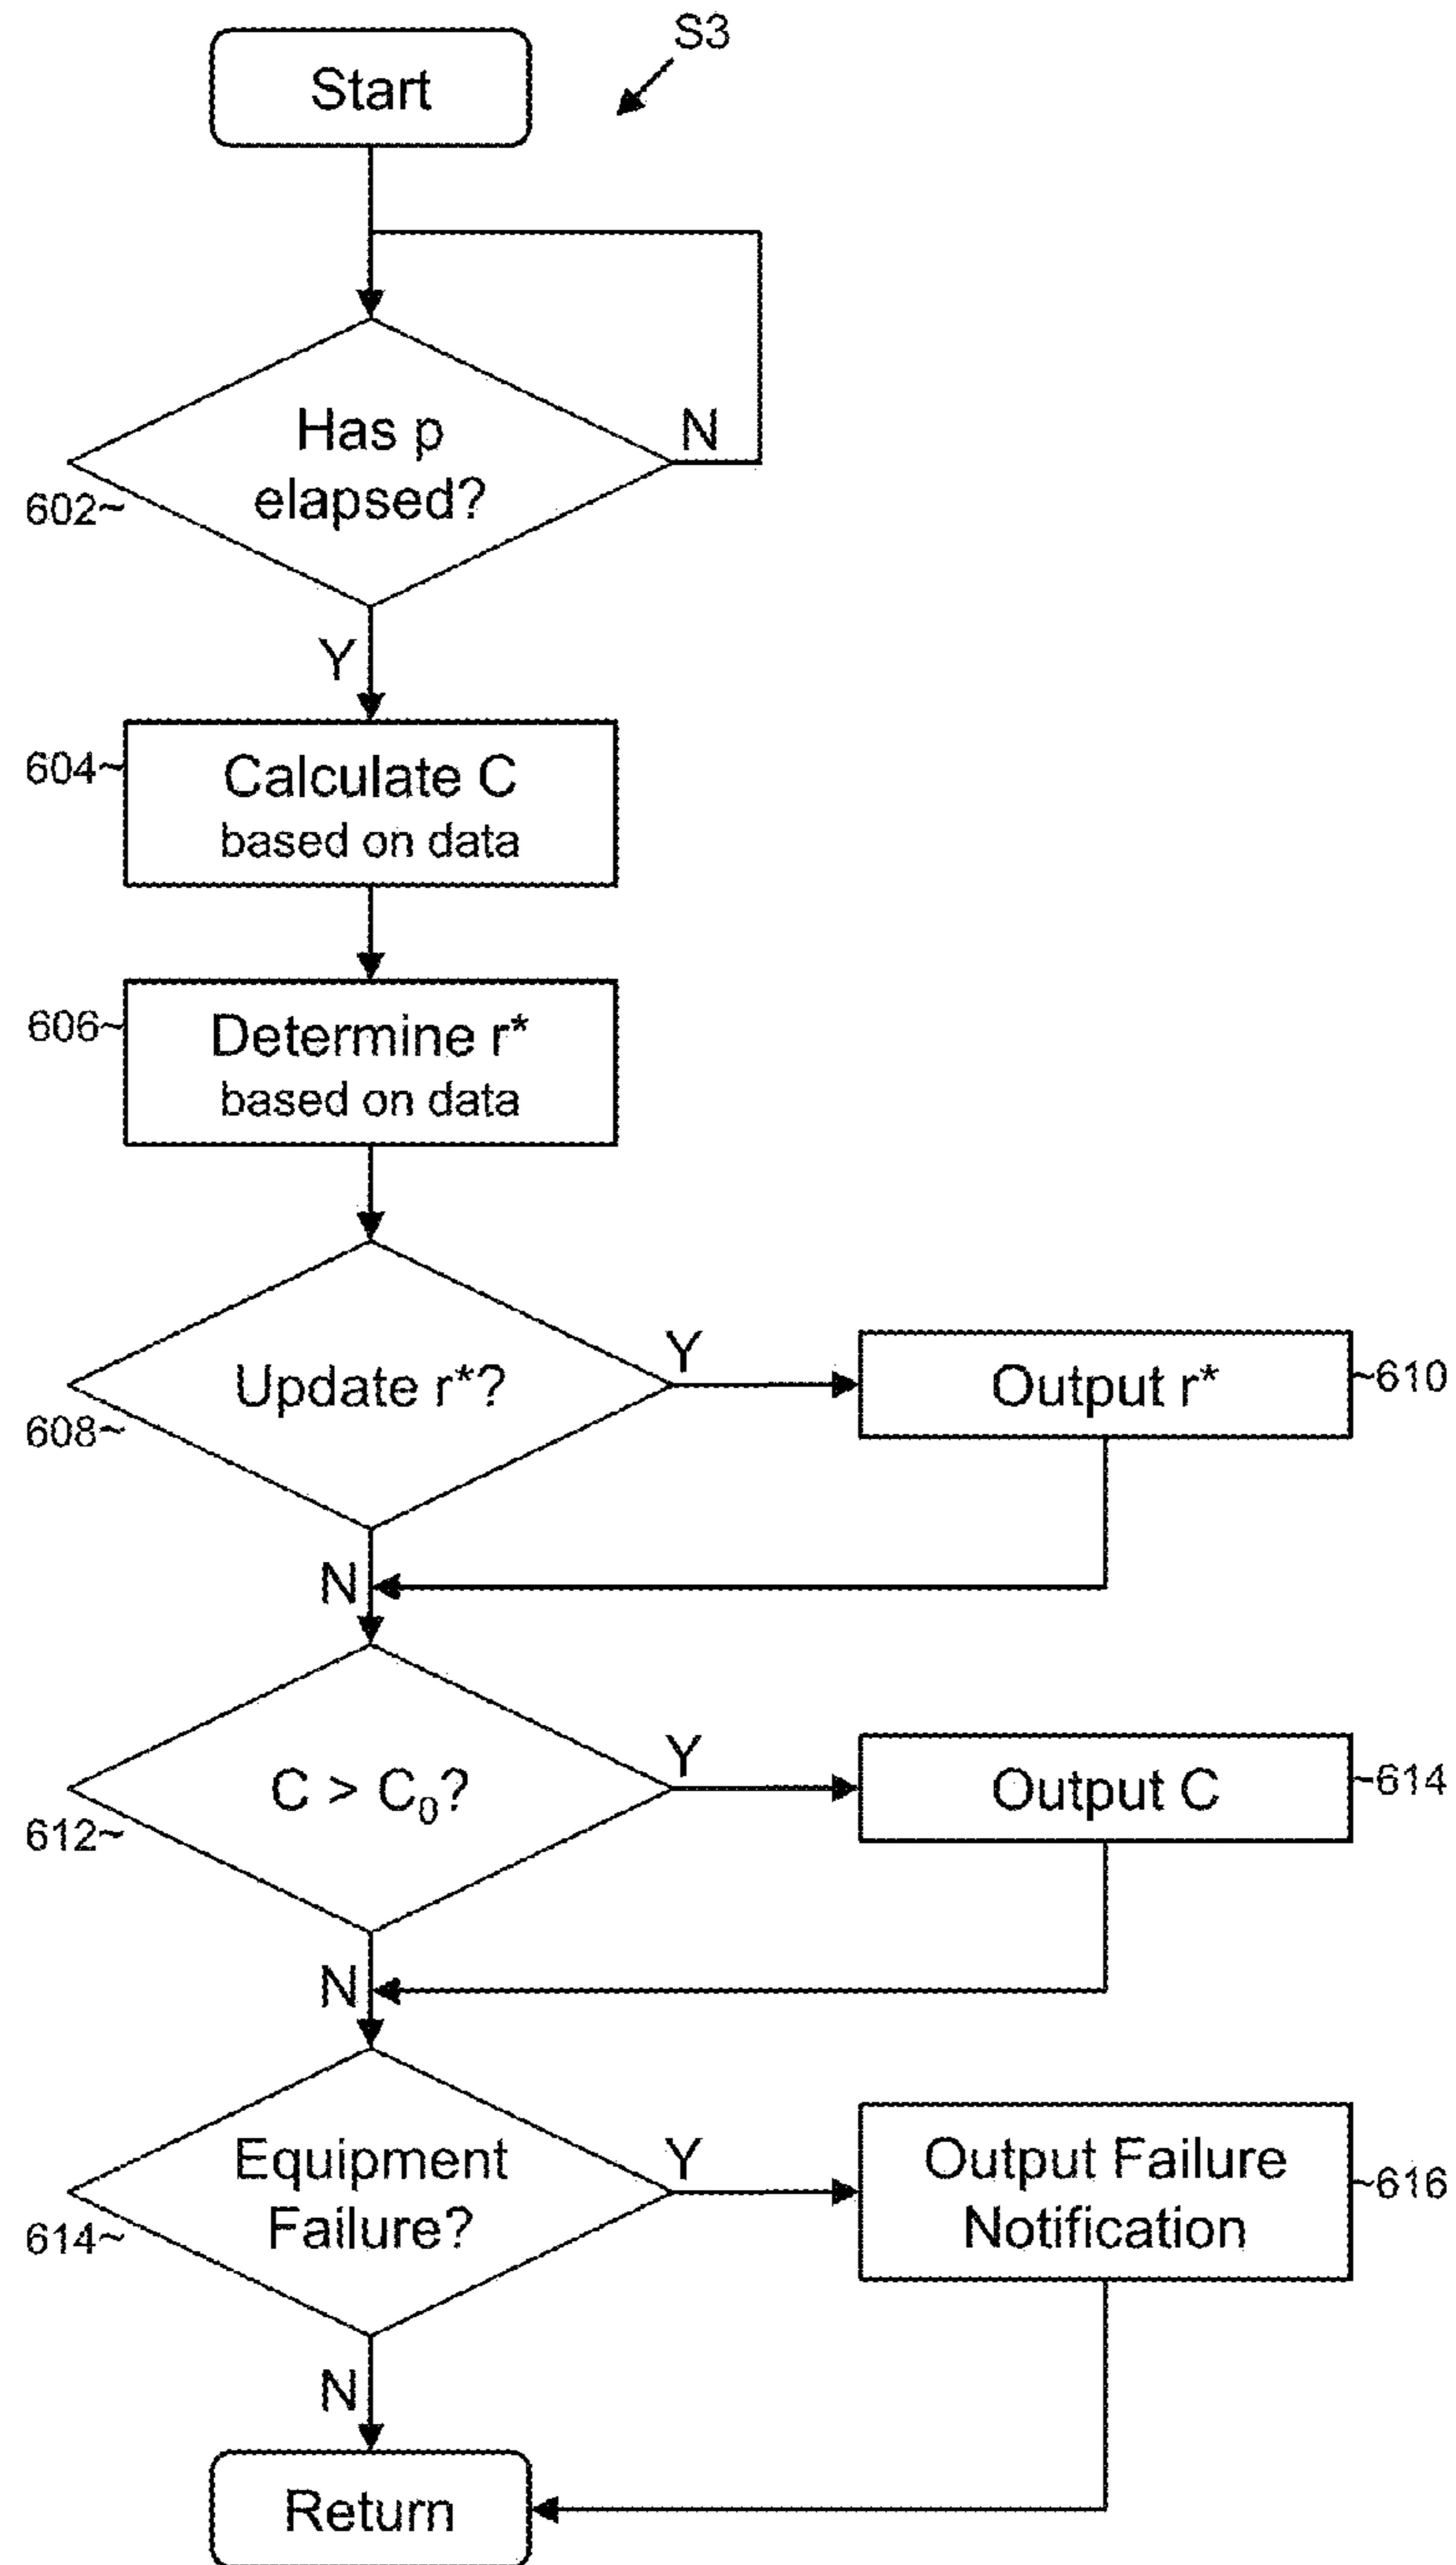 Start
S3
Has p
elapsed?
N
602~
Y
604~
Calculate C
based on data
606~
Determine r*
based on data
Update r*?
Y
Output r*
~610
608~
N
C > C₀?
Y
Output C
~614
612~
N
Equipment
Failure?
Y
Output Failure
Notification
~616
614~
N
Return